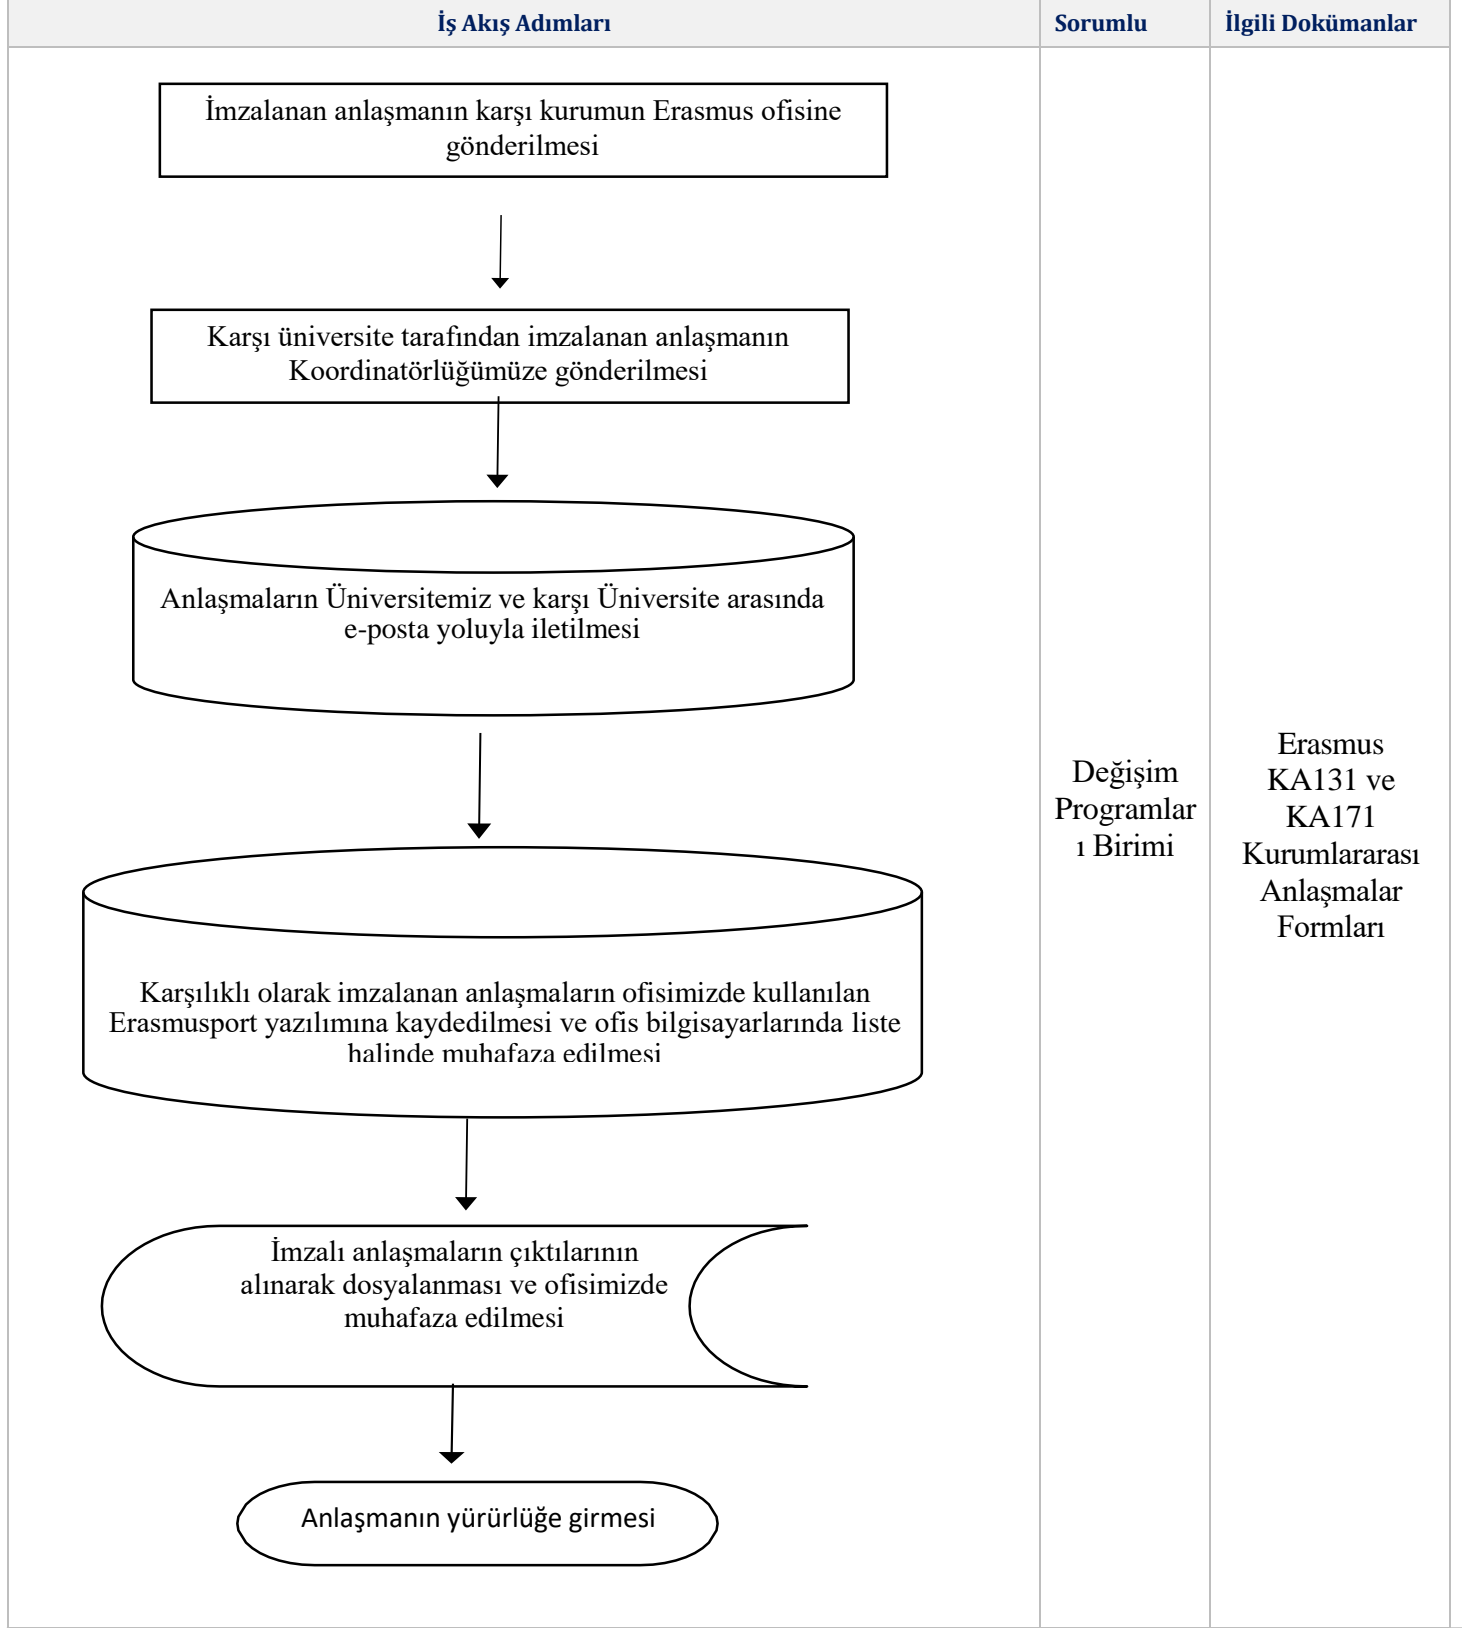 İş Akış Adımları
Sorumlu
İlgili Dokümanlar
İmzalanan anlaşmanın karşı kurumun Erasmus ofisine
gönderilmesi
Karşı üniversite tarafından imzalanan anlaşmanın
Koordinatörlüğümüze gönderilmesi
Anlaşmaların Üniversitemiz ve karşı Üniversite arasında
e-posta yoluyla iletilmesi
Karşılıklı olarak imzalanan anlaşmaların ofisimizde kullanılan
Erasmusport yazılımına kaydedilmesi ve ofis bilgisayarlarında liste
halinde muhafaza edilmesi
İmzalı anlaşmaların çıktılarının
alınarak dosyalanması ve ofisimizde
muhafaza edilmesi
Anlaşmanın yürürlüğe girmesi
Değişim
Programlar
ı Birimi
Erasmus
KA131 ve
KA171
Kurumlararası
Anlaşmalar
Formları